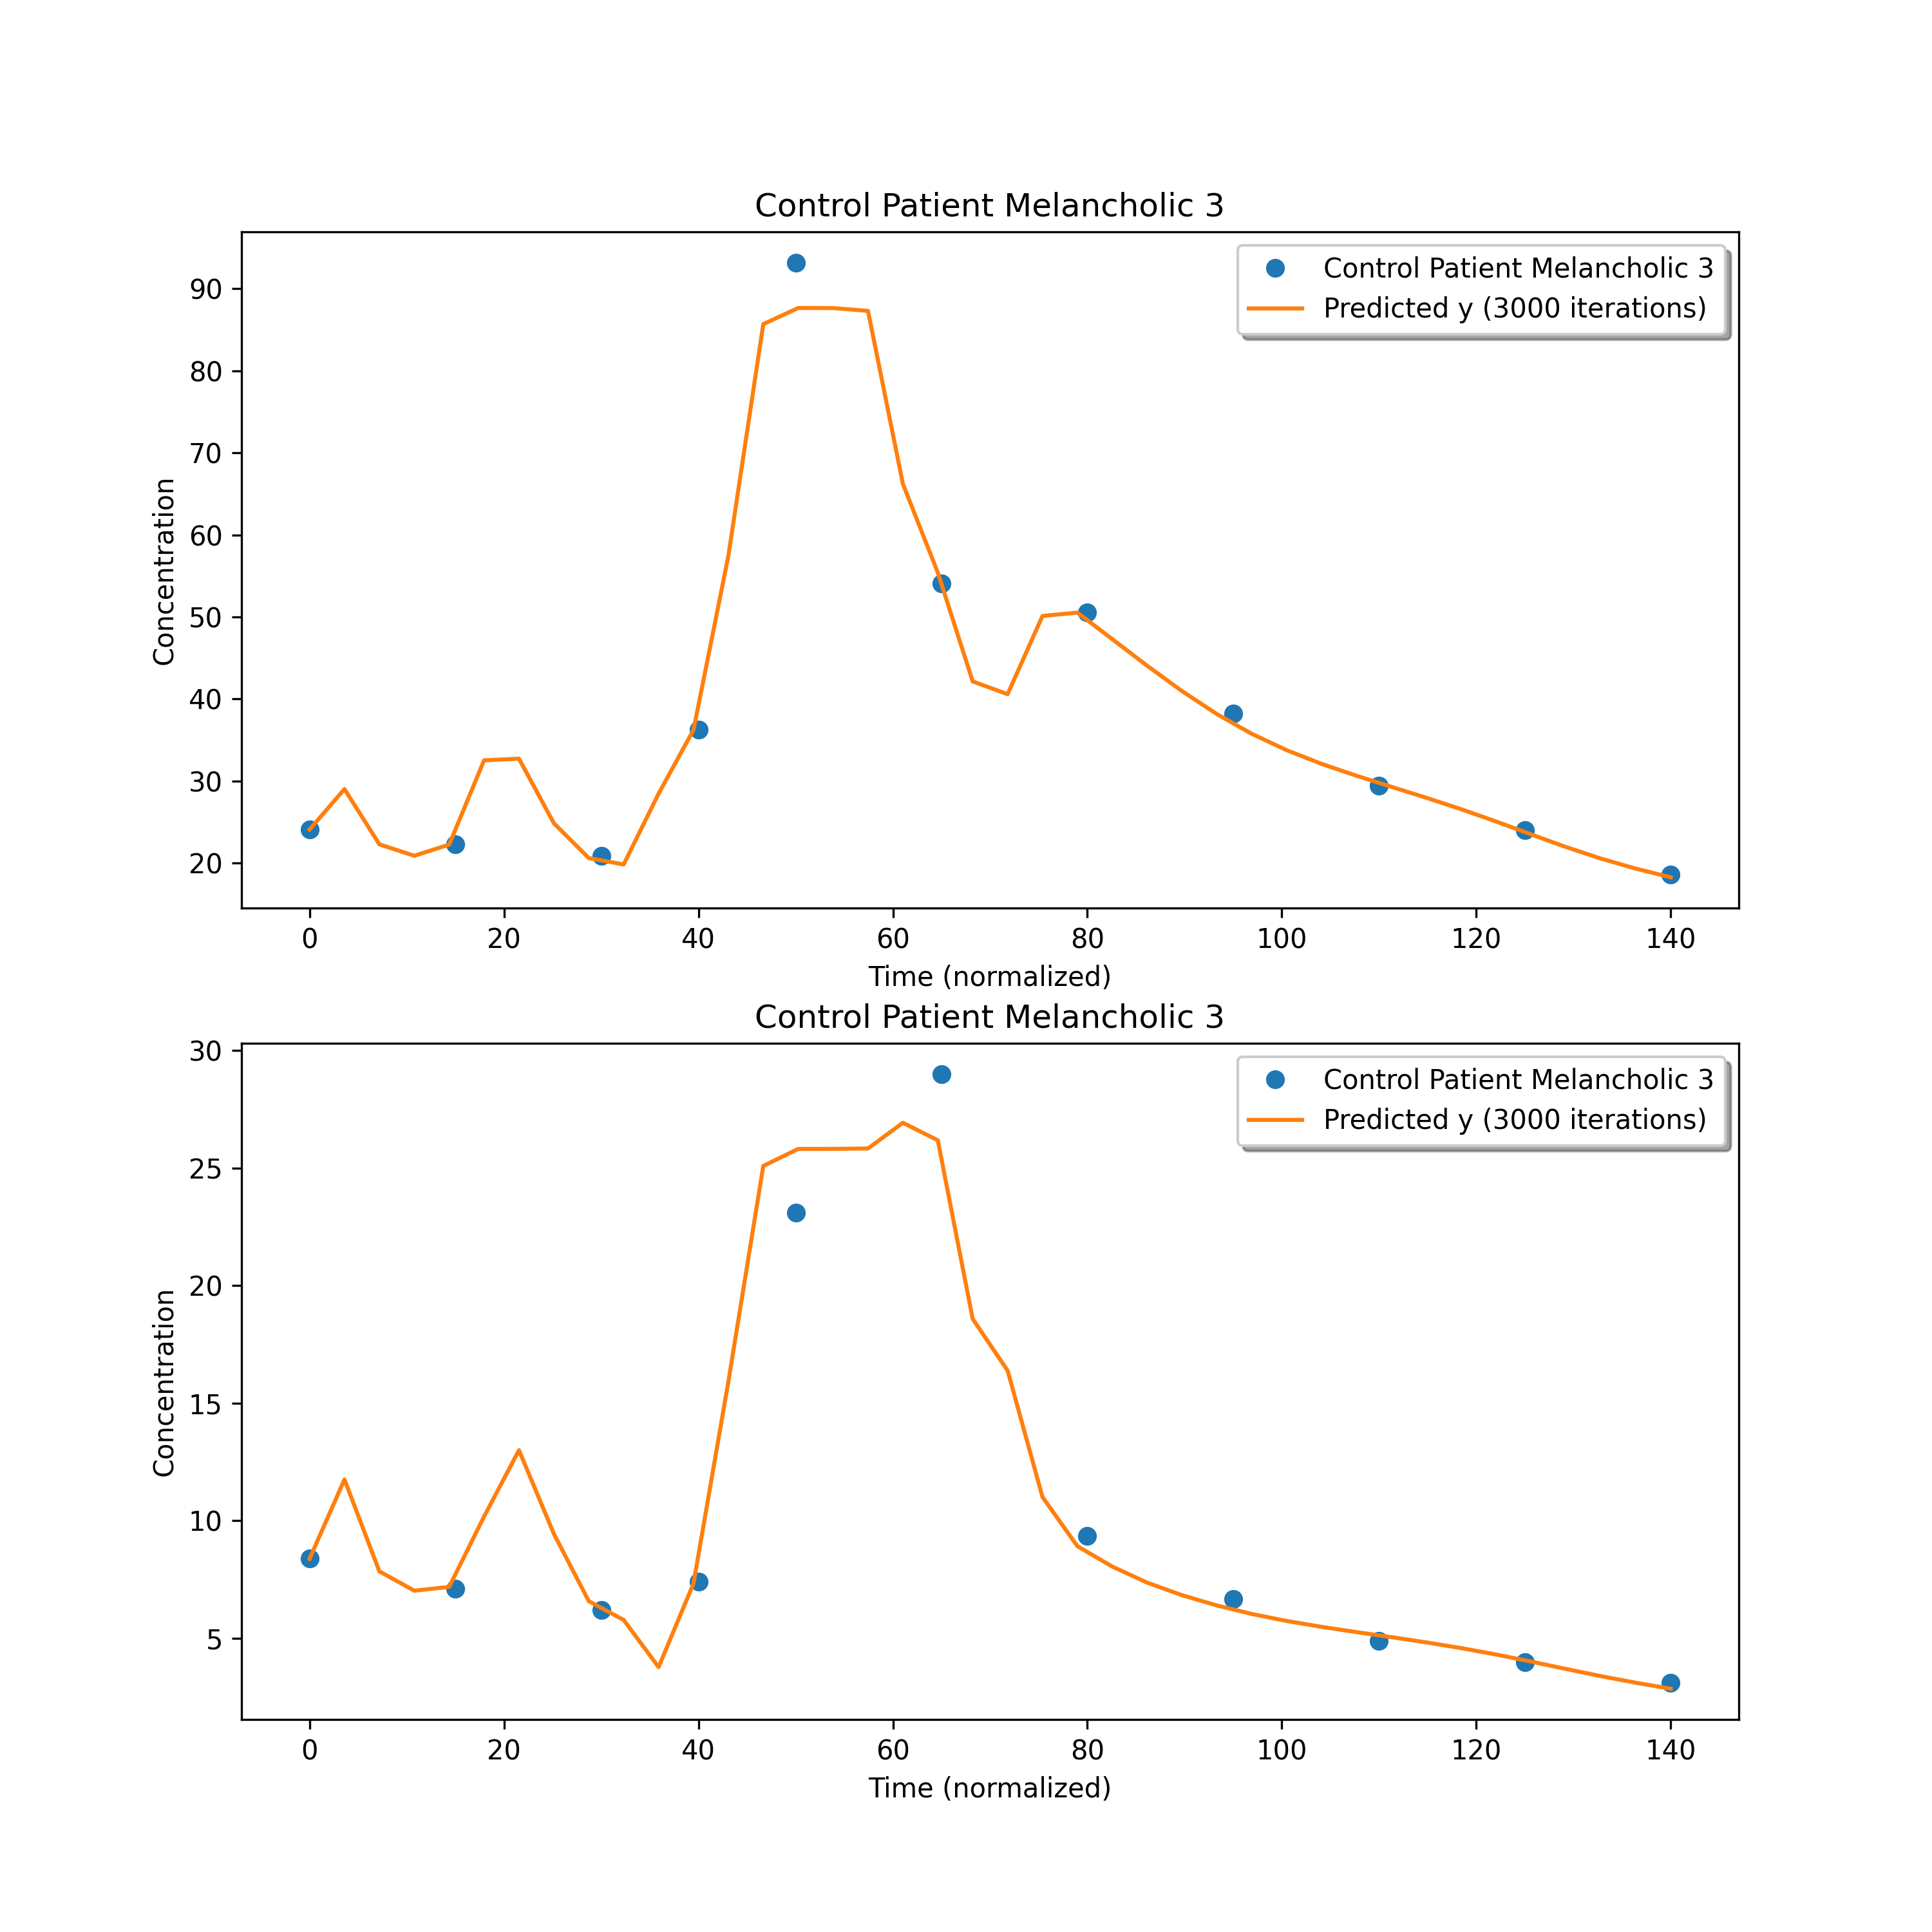 Control Patient Melancholic 3
Control Patient Melancholic 3
Predicted y (3000 iterations)
90
80
70
60
50
40
30
20
Concentration
0 20 40 60 80 100 120 140
Time (normalized)
Control Patient Melancholic 3
Control Patient Melancholic 3
Predicted y (3000 iterations)
30
25
20
15
10
5
Concentration
0 20 40 60 80 100 120 140
Time (normalized)